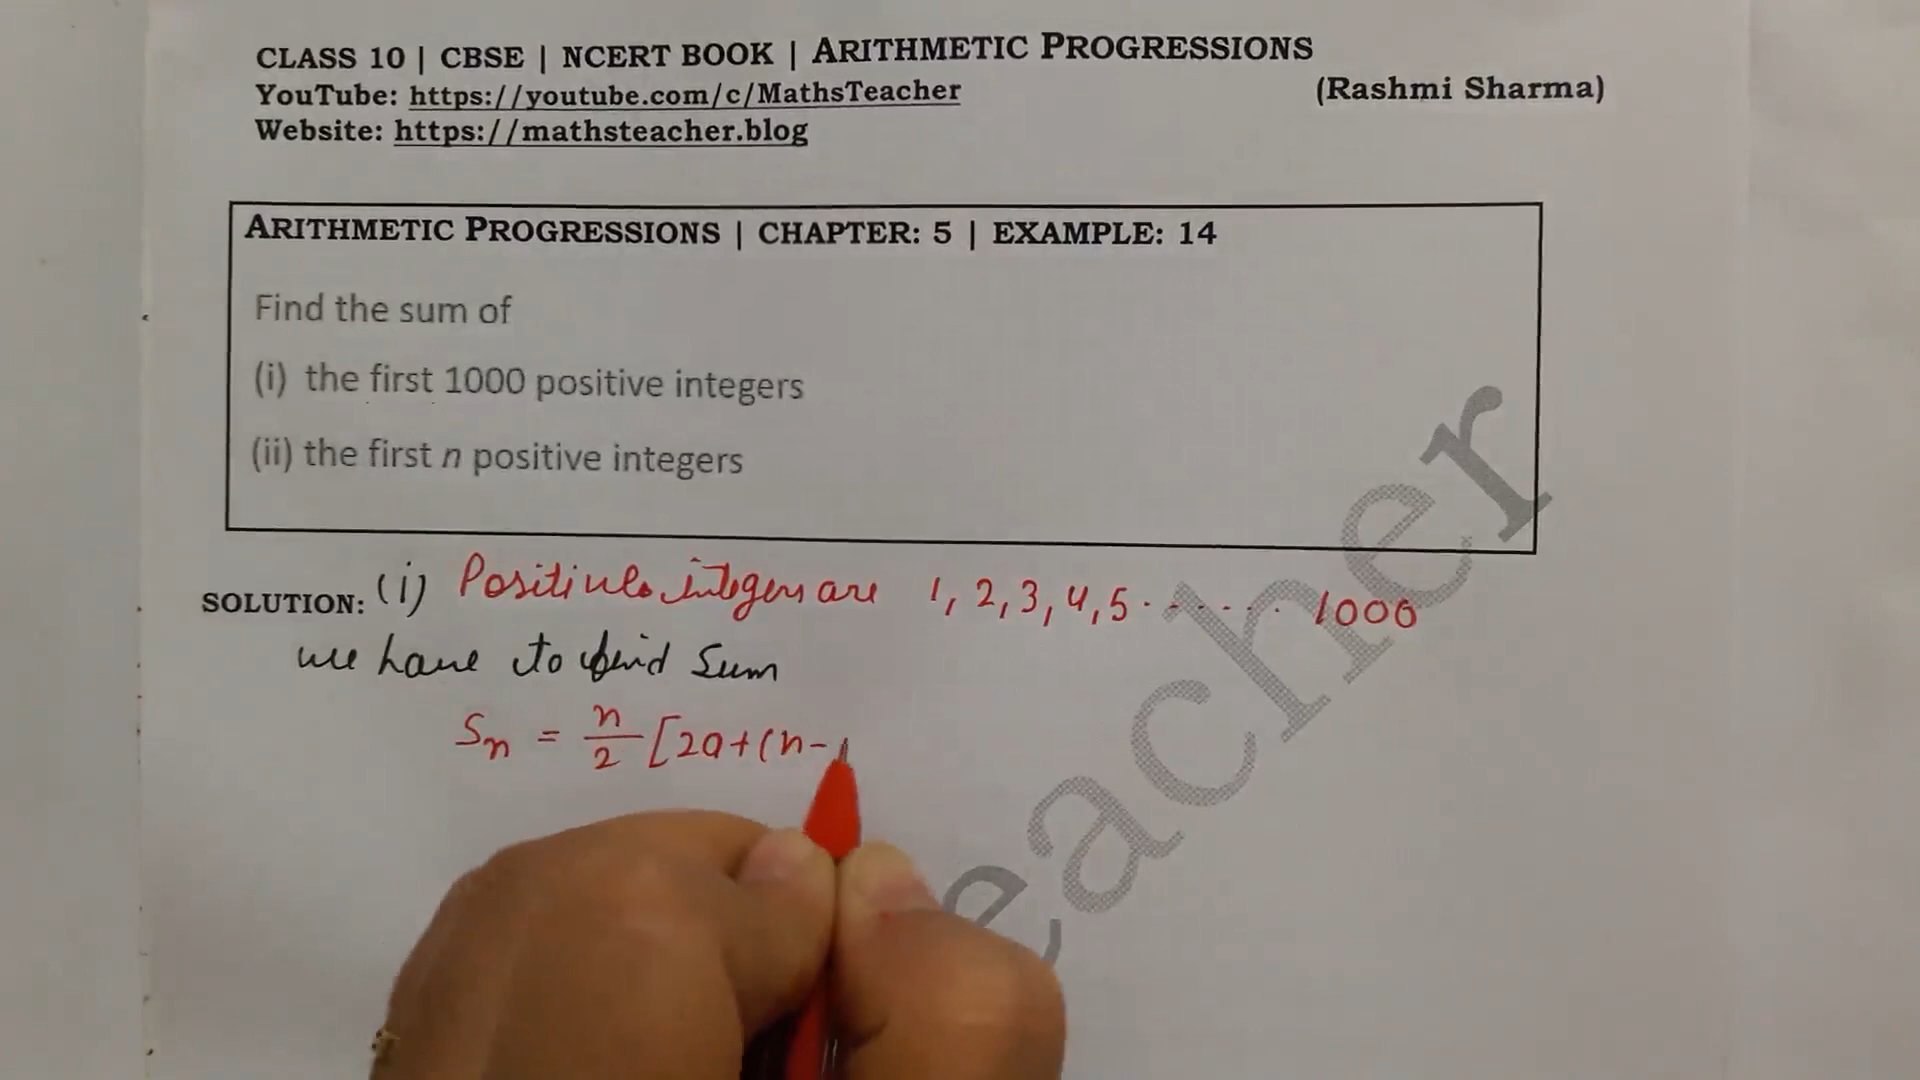 CLASS 10 | CBSE | NCERT BOOK | ARITHMETIC PROGRESSIONS
YouTube: https://youtube.com/c/MathsTeacher (Rashmi Sharma)
Website: https://mathsteacher.blog
ARITHMETIC PROGRESSIONS | CHAPTER: 5 | EXAMPLE: 14
Find the sum of
(i) the first 1000 positive integers
(ii) the first n positive integers
SOLUTION: (i) Positive integers are 1, 2, 3, 4, 5 . . . . . . 1000
we have to find Sum
Sn = n/2 [2a+(n-1
eacher